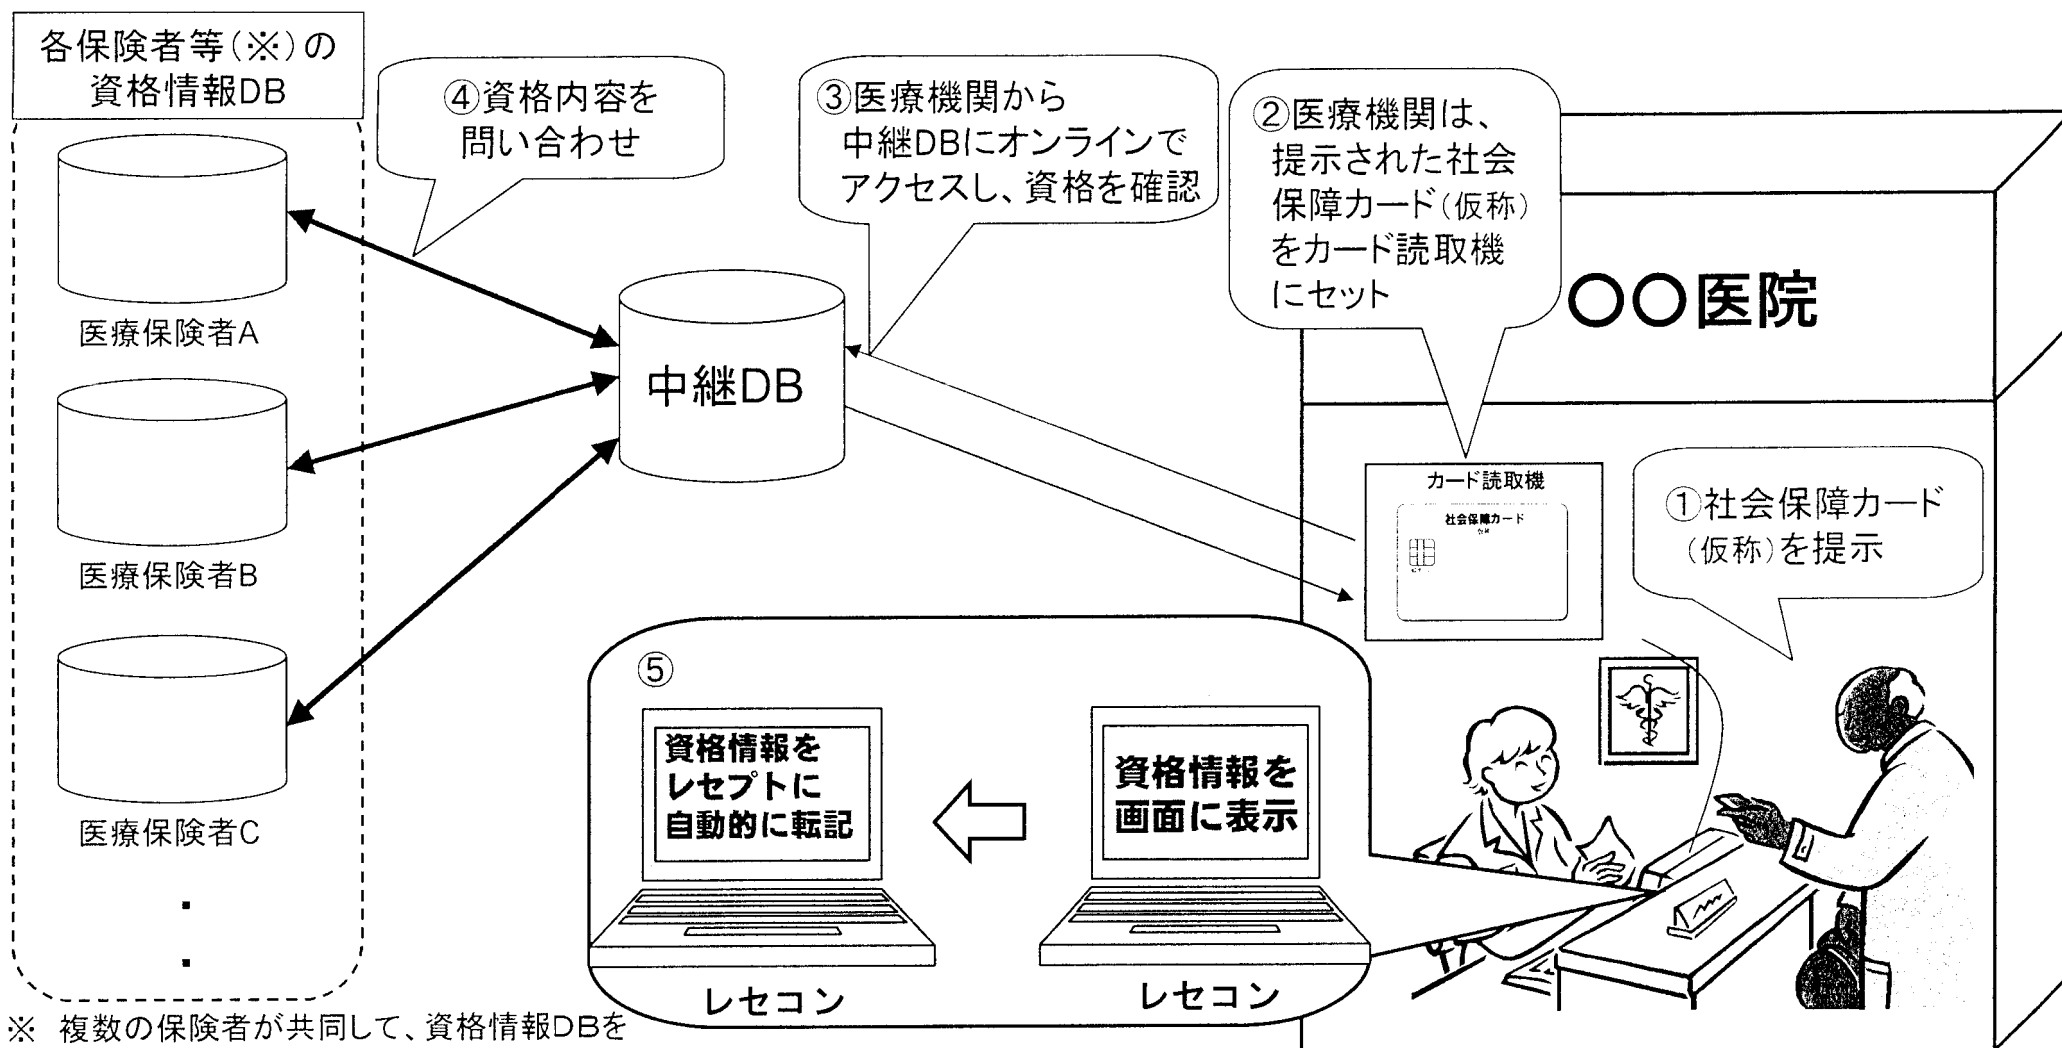 各保険者等(※)の
資格情報DB
④資格内容を
問い合わせ
③医療機関から
中継DBにオンラインで
アクセスし、資格を確認
②医療機関は、
提示された社会
保障カード(仮称)
をカード読取機
にセット
〇〇医院
医療保険者A
中継DB
医療保険者B
カード読取機
社会保障カード
①社会保障カード
(仮称)を提示
医療保険者C
⑤
資格情報を
レセプトに
自動的に転記
資格情報を
画面に表示
レセコン
レセコン
※ 複数の保険者が共同して、資格情報DBを